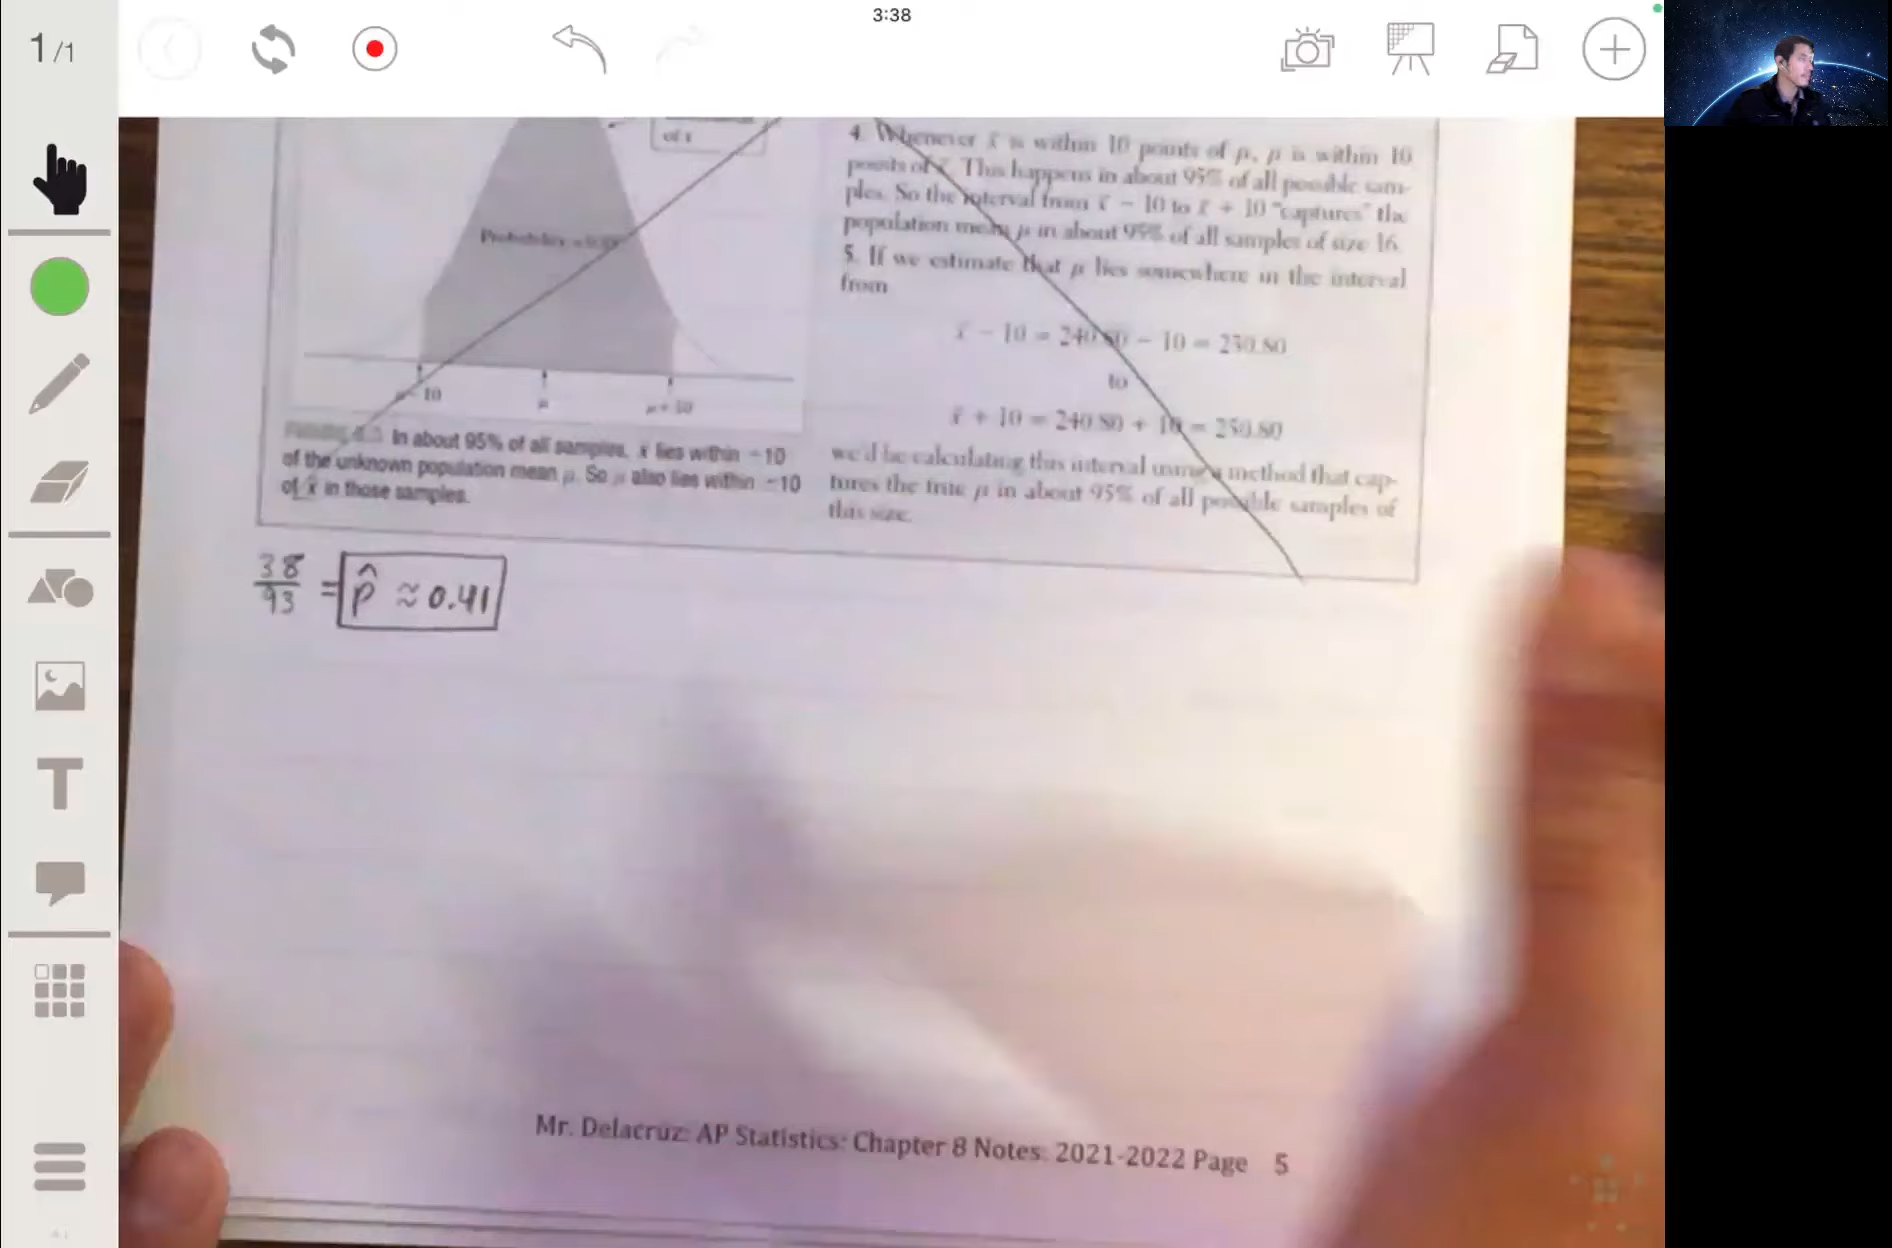 3:38
1/1
of x̄
4. Whenever x̄ is within 10 points of μ, μ is within 10
points of x̄. This happens in about 95% of all possible sam-
ples. So the interval from x̄ − 10 to x̄ + 10 "captures" the
population mean μ in about 95% of all samples of size 16.
5. If we estimate that μ lies somewhere in the interval
from
x̄ − 10 = 240.80 − 10 = 230.80
to
x̄ + 10 = 240.80 + 10 = 250.80
we'd be calculating this interval using a method that cap-
tures the true μ in about 95% of all possible samples of
this size.
Probability
μ − 10
μ
μ + 10
In about 95% of all samples, x̄ lies within ±10
of the unknown population mean μ. So μ also lies within ±10
of x̄ in those samples.
38/93 = p̂ ≈ 0.41
Mr. Delacruz: AP Statistics: Chapter 8 Notes: 2021-2022 Page 5
T